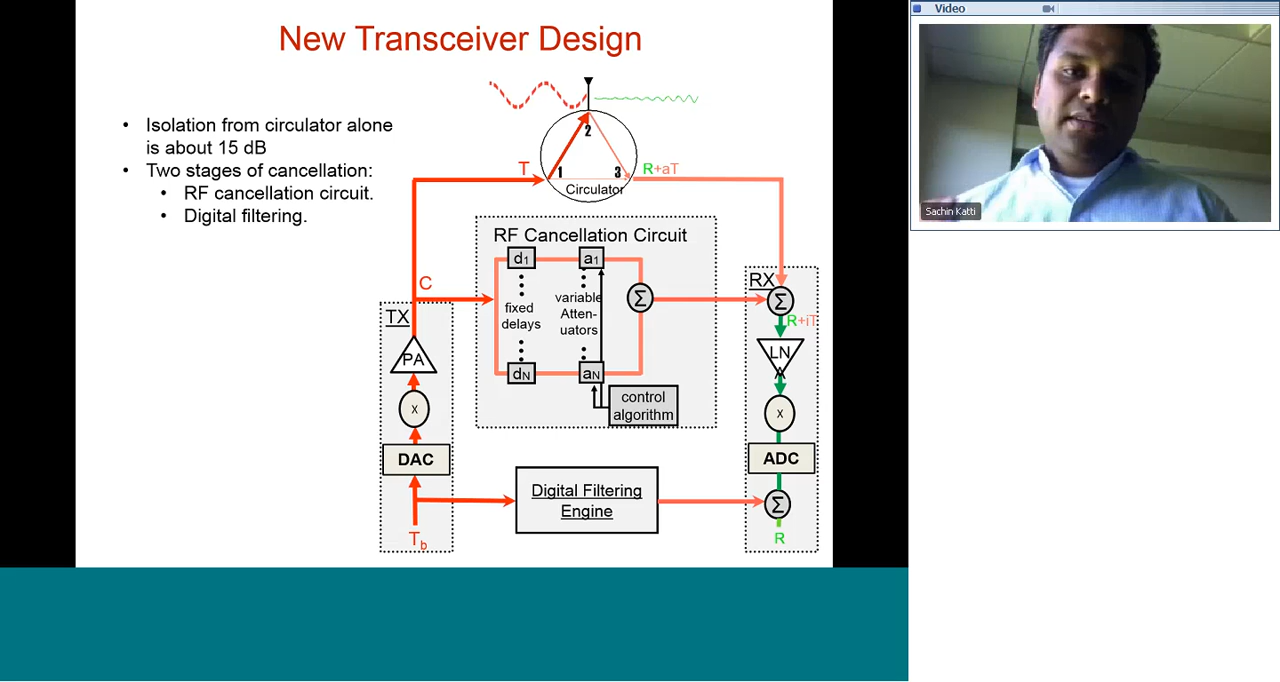 Video
New Transceiver Design
• Isolation from circulator alone
is about 15 dB
• Two stages of cancellation:
• RF cancellation circuit.
• Digital filtering.
2
T
1
3
R+aT
Circulator
Sachin Katti
RF Cancellation Circuit
d1
a1
C
fixed
delays
variable
Atten-
uators
Σ
RX
Σ
R+iT
TX
PA
LN
A
dN
aN
control
algorithm
x
x
DAC
ADC
Digital Filtering
Engine
Σ
Tb
R